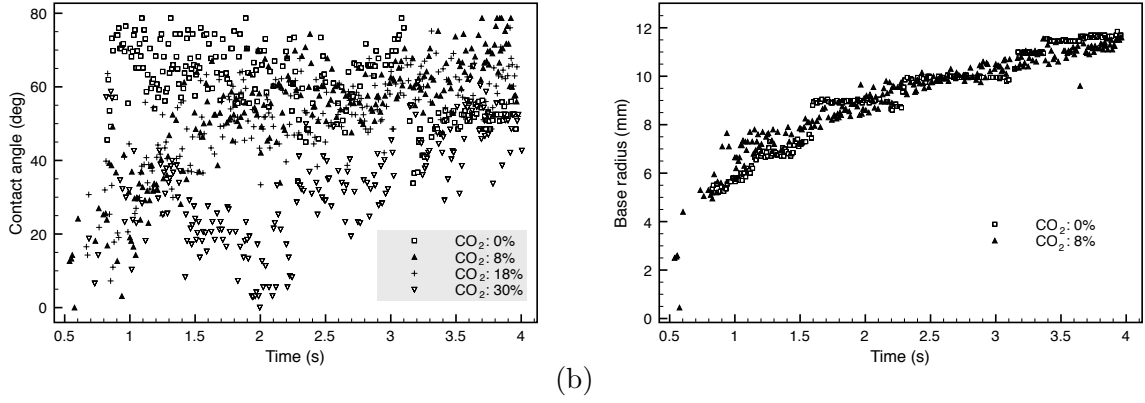 80
60
40
20
0
Contact angle (deg)
0.5 1 1.5 2 2.5 3 3.5 4
Time (s)
CO2: 0%
CO2: 8%
CO2: 18%
CO2: 30%
12
10
8
6
4
2
0
Base radius (mm)
0.5 1 1.5 2 2.5 3 3.5 4
Time (s)
CO2: 0%
CO2: 8%
(b)